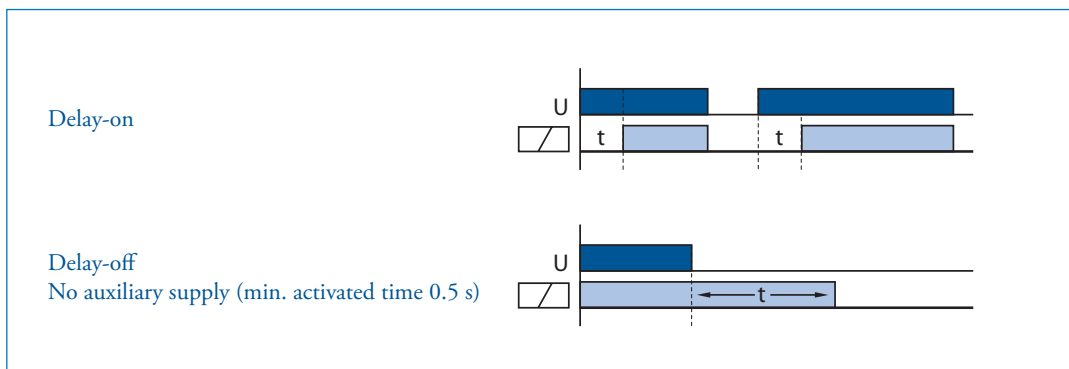 Delay-on
U
t
t
Delay-off
No auxiliary supply (min. activated time 0.5 s)
U
t